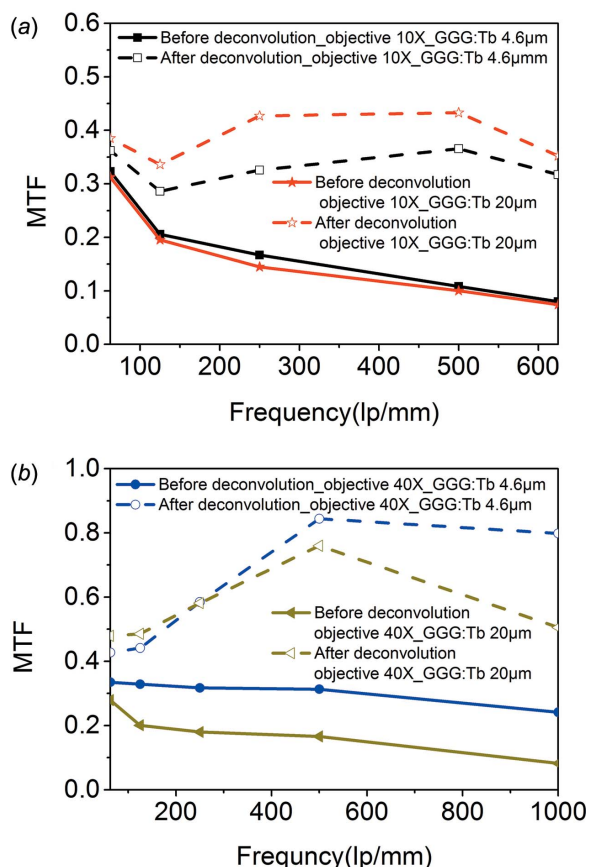 (a)
0.6
0.5
0.4
0.3
0.2
0.1
0.0
MTF
Before deconvolution_objective 10X_GGG:Tb 4.6μm
After deconvolution_objective 10X_GGG:Tb 4.6μmm
Before deconvolution
objective 10X_GGG:Tb 20μm
After deconvolution
objective 10X_GGG:Tb 20μm
100 200 300 400 500 600
Frequency(lp/mm)
(b)
1.0
0.8
0.6
0.4
0.2
0.0
MTF
Before deconvolution_objective 40X_GGG:Tb 4.6μm
After deconvolution_objective 40X_GGG:Tb 4.6μm
Before deconvolution
objective 40X_GGG:Tb 20μm
After deconvolution
objective 40X_GGG:Tb 20μm
200 400 600 800 1000
Frequncy(lp/mm)